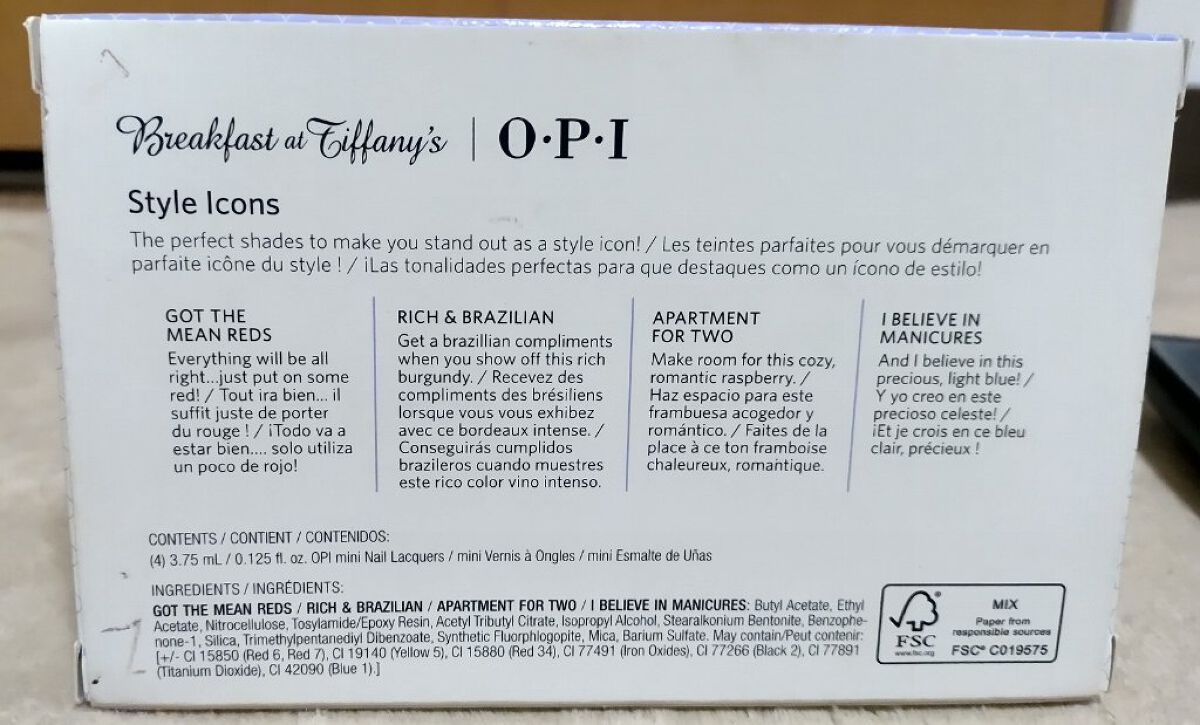 Breakfast at Tiffany's | O·P·I
Style Icons
The perfect shades to make you stand out as a style icon! / Les teintes parfaites pour vous démarquer en
parfaite icône du style ! / ¡Las tonalidades perfectas para que destaques como un ícono de estilo!
GOT THE
MEAN REDS
Everything will be all
right...just put on some
red! / Tout ira bien... il
suffit juste de porter
du rouge ! / ¡Todo va a
estar bien.... solo utiliza
un poco de rojo!
RICH & BRAZILIAN
Get a brazillian compliments
when you show off this rich
burgundy. / Recevez des
compliments des brésiliens
lorsque vous vous exhibez
avec ce bordeaux intense. /
Conseguirás cumplidos
brazileros cuando muestres
este rico color vino intenso.
APARTMENT
FOR TWO
Make room for this cozy,
romantic raspberry. /
Haz espacio para este
frambuesa acogedor y
romántico. / Faites de la
place à ce ton framboise
chaleureux, romantique.
I BELIEVE IN
MANICURES
And I believe in this
precious, light blue! /
Y yo creo en este
precioso celeste! /
¡Et je crois en ce bleu
clair, précieux !
CONTENTS / CONTIENT / CONTENIDOS:
(4) 3.75 mL / 0.125 fl. oz. OPI mini Nail Lacquers / mini Vernis à Ongles / mini Esmalte de Uñas
INGREDIENTS / INGRÉDIENTS:
GOT THE MEAN REDS / RICH & BRAZILIAN / APARTMENT FOR TWO / I BELIEVE IN MANICURES: Butyl Acetate, Ethyl
Acetate, Nitrocellulose, Tosylamide/Epoxy Resin, Acetyl Tributyl Citrate, Isopropyl Alcohol, Stearalkonium Bentonite, Benzophe-
none-1, Silica, Trimethylpentanediyl Dibenzoate, Synthetic Fluorphlogopite, Mica, Barium Sulfate. May contain/Peut contenir:
[+/- CI 15850 (Red 6, Red 7), CI 19140 (Yellow 5), CI 15880 (Red 34), CI 77491 (Iron Oxides), CI 77266 (Black 2), CI 77891
(Titanium Dioxide), CI 42090 (Blue 1).]
FSC
www.fsc.org
MIX
Paper from
responsible sources
FSC® C019575